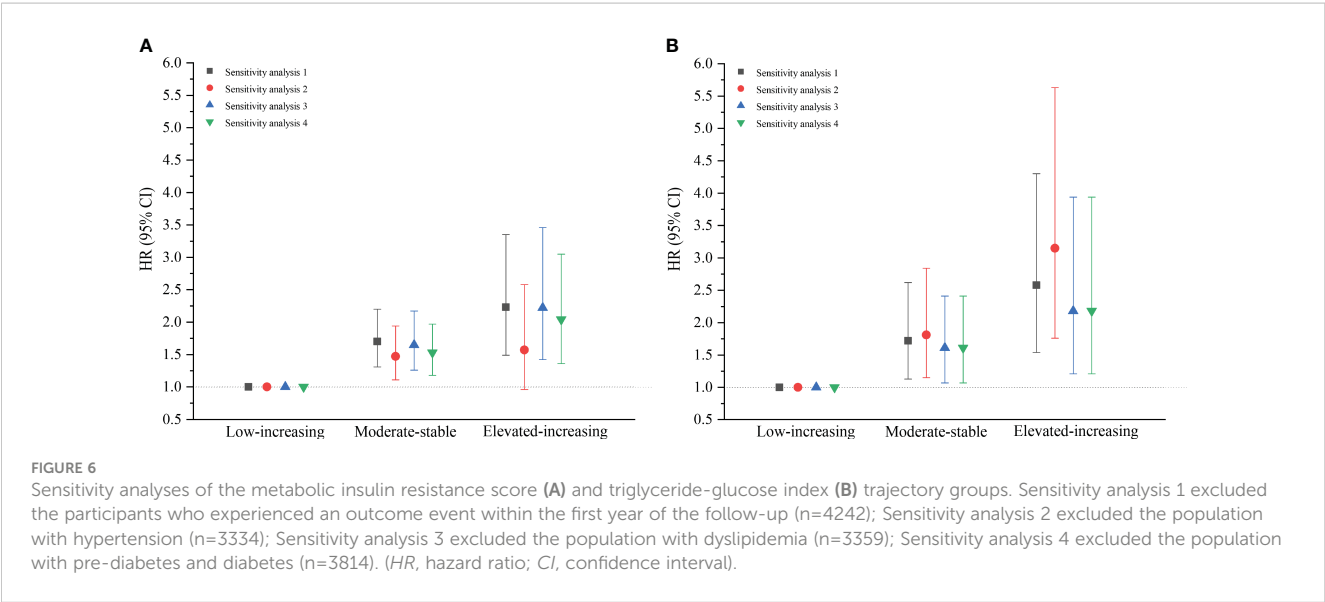 A
6.0
5.5
5.0
4.5
4.0
3.5
3.0
2.5
2.0
1.5
1.0
0.5
HR (95% CI)
Sensitivity analysis 1
Sensitivity analysis 2
Sensitivity analysis 3
Sensitivity analysis 4
Low-increasing
Moderate-stable
Elevated-increasing
B
6.0
5.5
5.0
4.5
4.0
3.5
3.0
2.5
2.0
1.5
1.0
0.5
HR (95% CI)
Sensitivity analysis 1
Sensitivity analysis 2
Sensitivity analysis 3
Sensitivity analysis 4
Low-increasing
Moderate-stable
Elevated-increasing
FIGURE 6
Sensitivity analyses of the metabolic insulin resistance score (A) and triglyceride-glucose index (B) trajectory groups. Sensitivity analysis 1 excluded
the participants who experienced an outcome event within the first year of the follow-up (n=4242); Sensitivity analysis 2 excluded the population
with hypertension (n=3334); Sensitivity analysis 3 excluded the population with dyslipidemia (n=3359); Sensitivity analysis 4 excluded the population
with pre-diabetes and diabetes (n=3814). (HR, hazard ratio; CI, confidence interval).